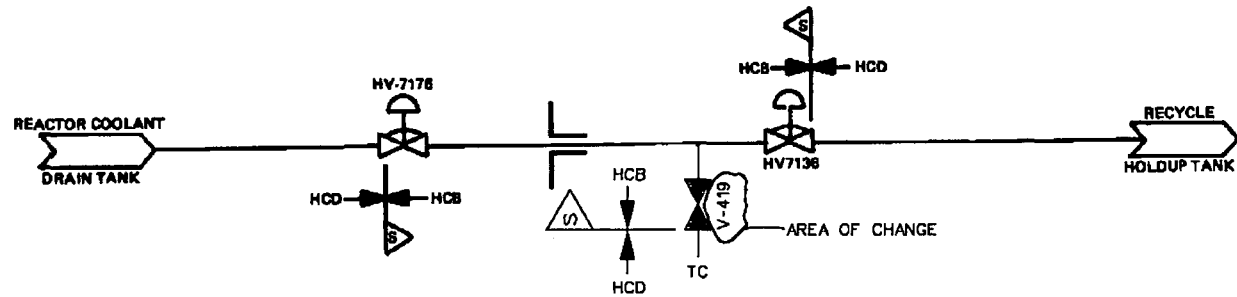 S
HCB HCD
HV-7176
REACTOR COOLANT
DRAIN TANK
RECYCLE
HOLDUP TANK
HV7136
HCB
HCD HCB
S
V-419
S
AREA OF CHANGE
TC
HCD